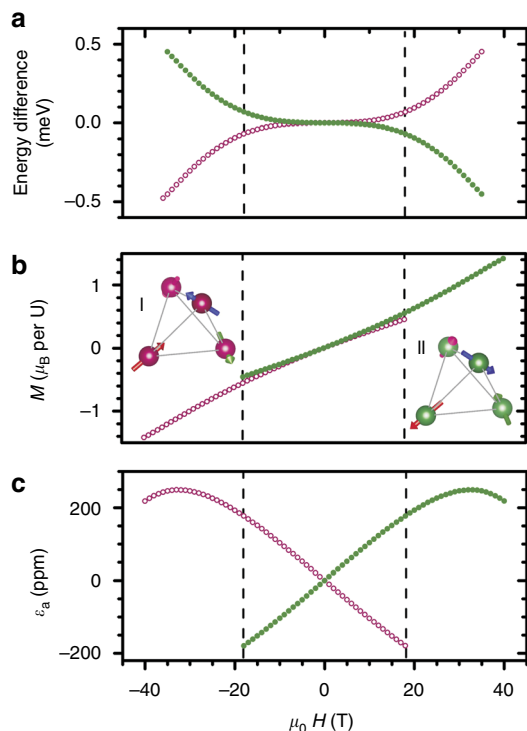 a
0.5
0.0
−0.5
Energy difference
(meV)
b
1
0
−1
M (μB per U)
I
II
c
200
0
−200
εa (ppm)
−40 −20 0 20 40
μ0 H (T)